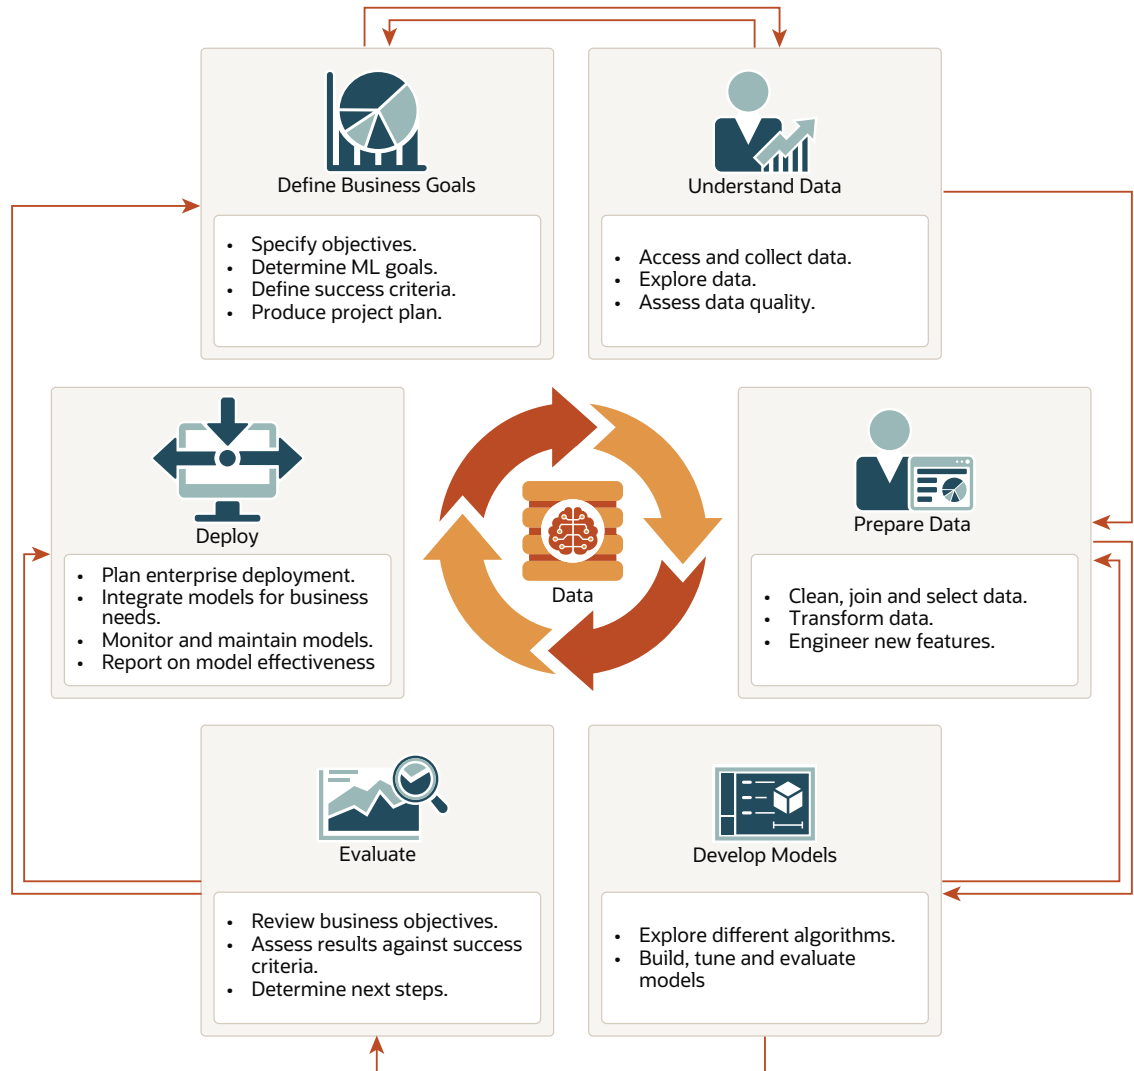 Define Business Goals
• Specify objectives.
• Determine ML goals.
• Define success criteria.
• Produce project plan.
Understand Data
• Access and collect data.
• Explore data.
• Assess data quality.
Deploy
• Plan enterprise deployment.
• Integrate models for business
needs.
• Monitor and maintain models.
• Report on model effectiveness
Data
Prepare Data
• Clean, join and select data.
• Transform data.
• Engineer new features.
Evaluate
• Review business objectives.
• Assess results against success
criteria.
• Determine next steps.
Develop Models
• Explore different algorithms.
• Build, tune and evaluate
models